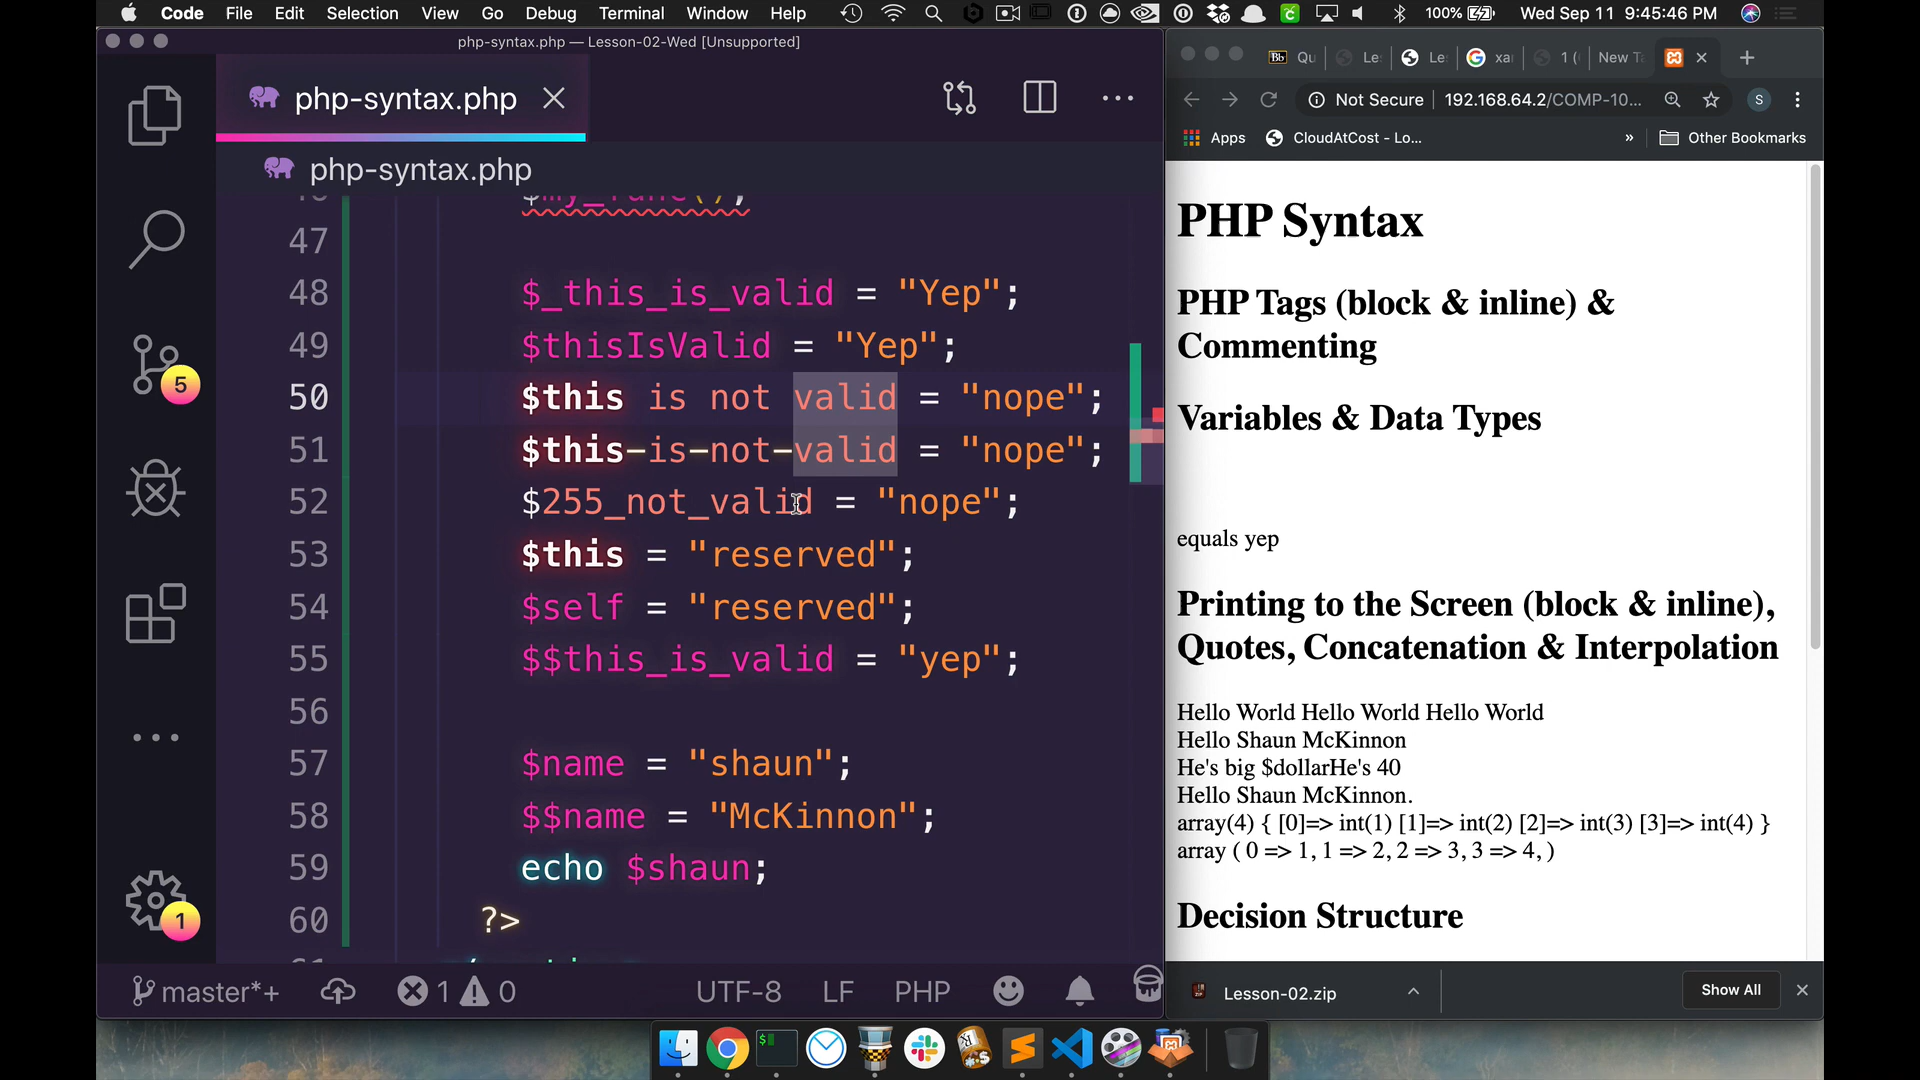 Code File Edit Selection View Go Debug Terminal Window Help 100% Wed Sep 11 9:45:46 PM
php-syntax.php — Lesson-02-Wed [Unsupported]
php-syntax.php
php-syntax.php
47
48 $_this_is_valid = "Yep";
49 $thisIsValid = "Yep";
50 $this is not valid = "nope";
51 $this-is-not-valid = "nope";
52 $255_not_valid = "nope";
53 $this = "reserved";
54 $self = "reserved";
55 $$this_is_valid = "yep";
56
57 $name = "shaun";
58 $$name = "McKinnon";
59 echo $shaun;
60 ?>
5
1
master*+ 1 0 UTF-8 LF PHP
Bb Qu Le Le xa 1 ( New T
Not Secure 192.168.64.2/COMP-10... S
Apps CloudAtCost - Lo... » Other Bookmarks
PHP Syntax
PHP Tags (block & inline) &
Commenting
Variables & Data Types
equals yep
Printing to the Screen (block & inline),
Quotes, Concatenation & Interpolation
Hello World Hello World Hello World
Hello Shaun McKinnon
He's big $dollarHe's 40
Hello Shaun McKinnon.
array(4) { [0]=> int(1) [1]=> int(2) [2]=> int(3) [3]=> int(4) }
array ( 0 => 1, 1 => 2, 2 => 3, 3 => 4, )
Decision Structure
Lesson-02.zip Show All